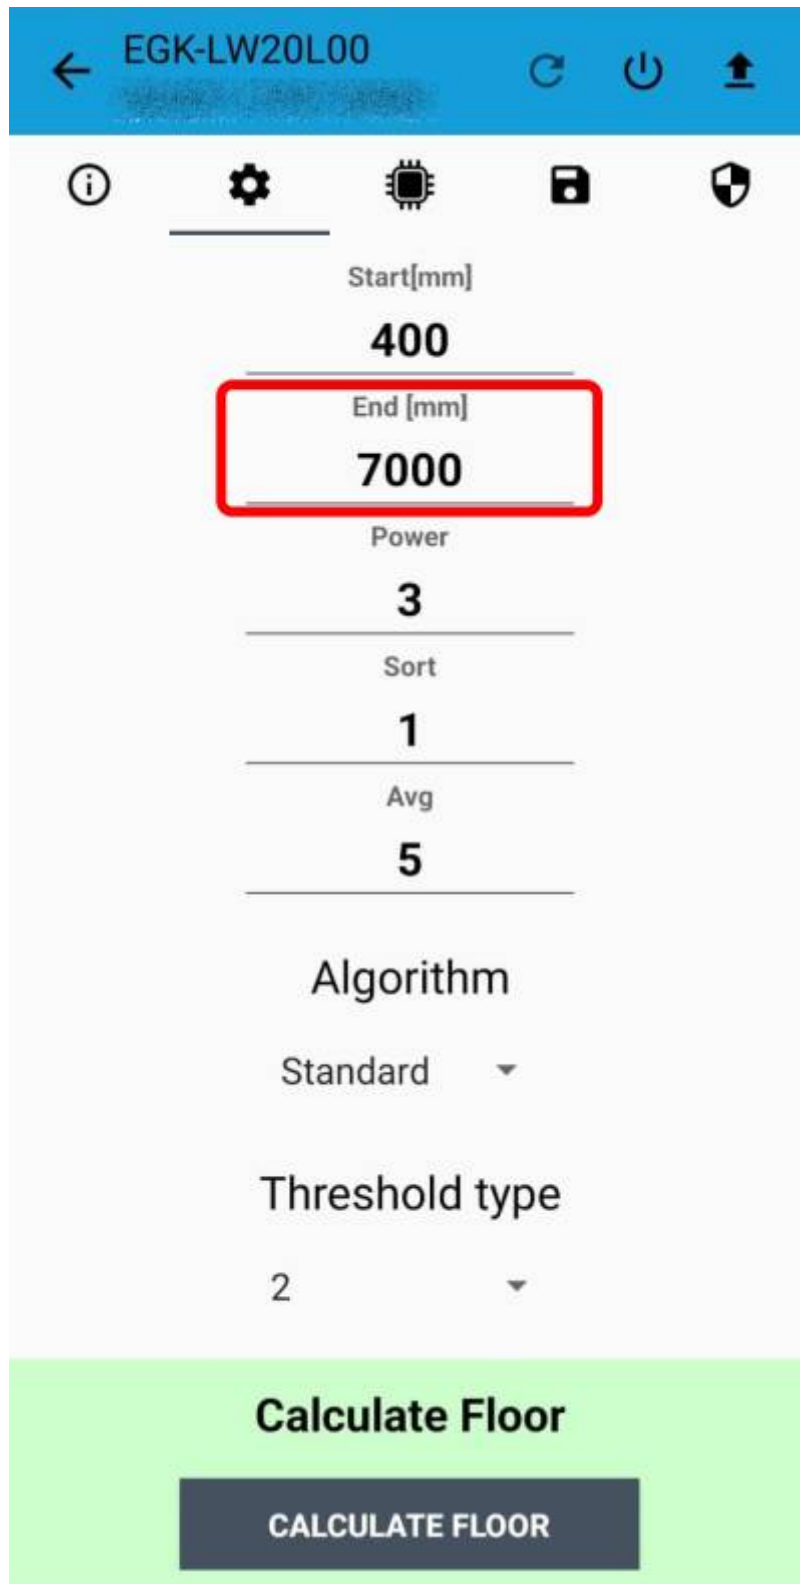 EGK-LW20L00
Start[mm]
400
End [mm]
7000
Power
3
Sort
1
Avg
5
Algorithm
Standard
Threshold type
2
Calculate Floor
CALCULATE FLOOR